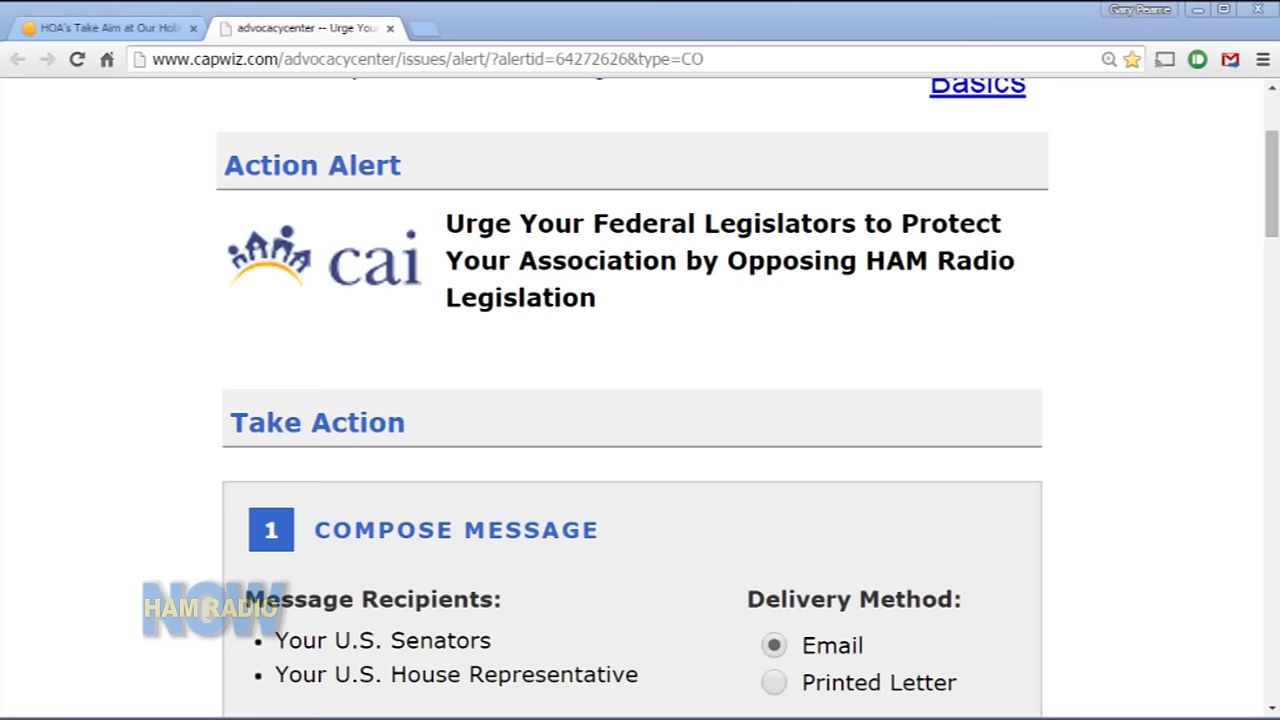 Gary Pearce
HOA's Take Aim at Our Hob
advocacycenter -- Urge You
www.capwiz.com/advocacycenter/issues/alert/?alertid=64272626&type=CO
Basics
Action Alert
cai
Urge Your Federal Legislators to Protect
Your Association by Opposing HAM Radio
Legislation
Take Action
1 COMPOSE MESSAGE
Message Recipients:
Delivery Method:
• Your U.S. Senators
• Your U.S. House Representative
Email
Printed Letter
NOW
HAM RADIO